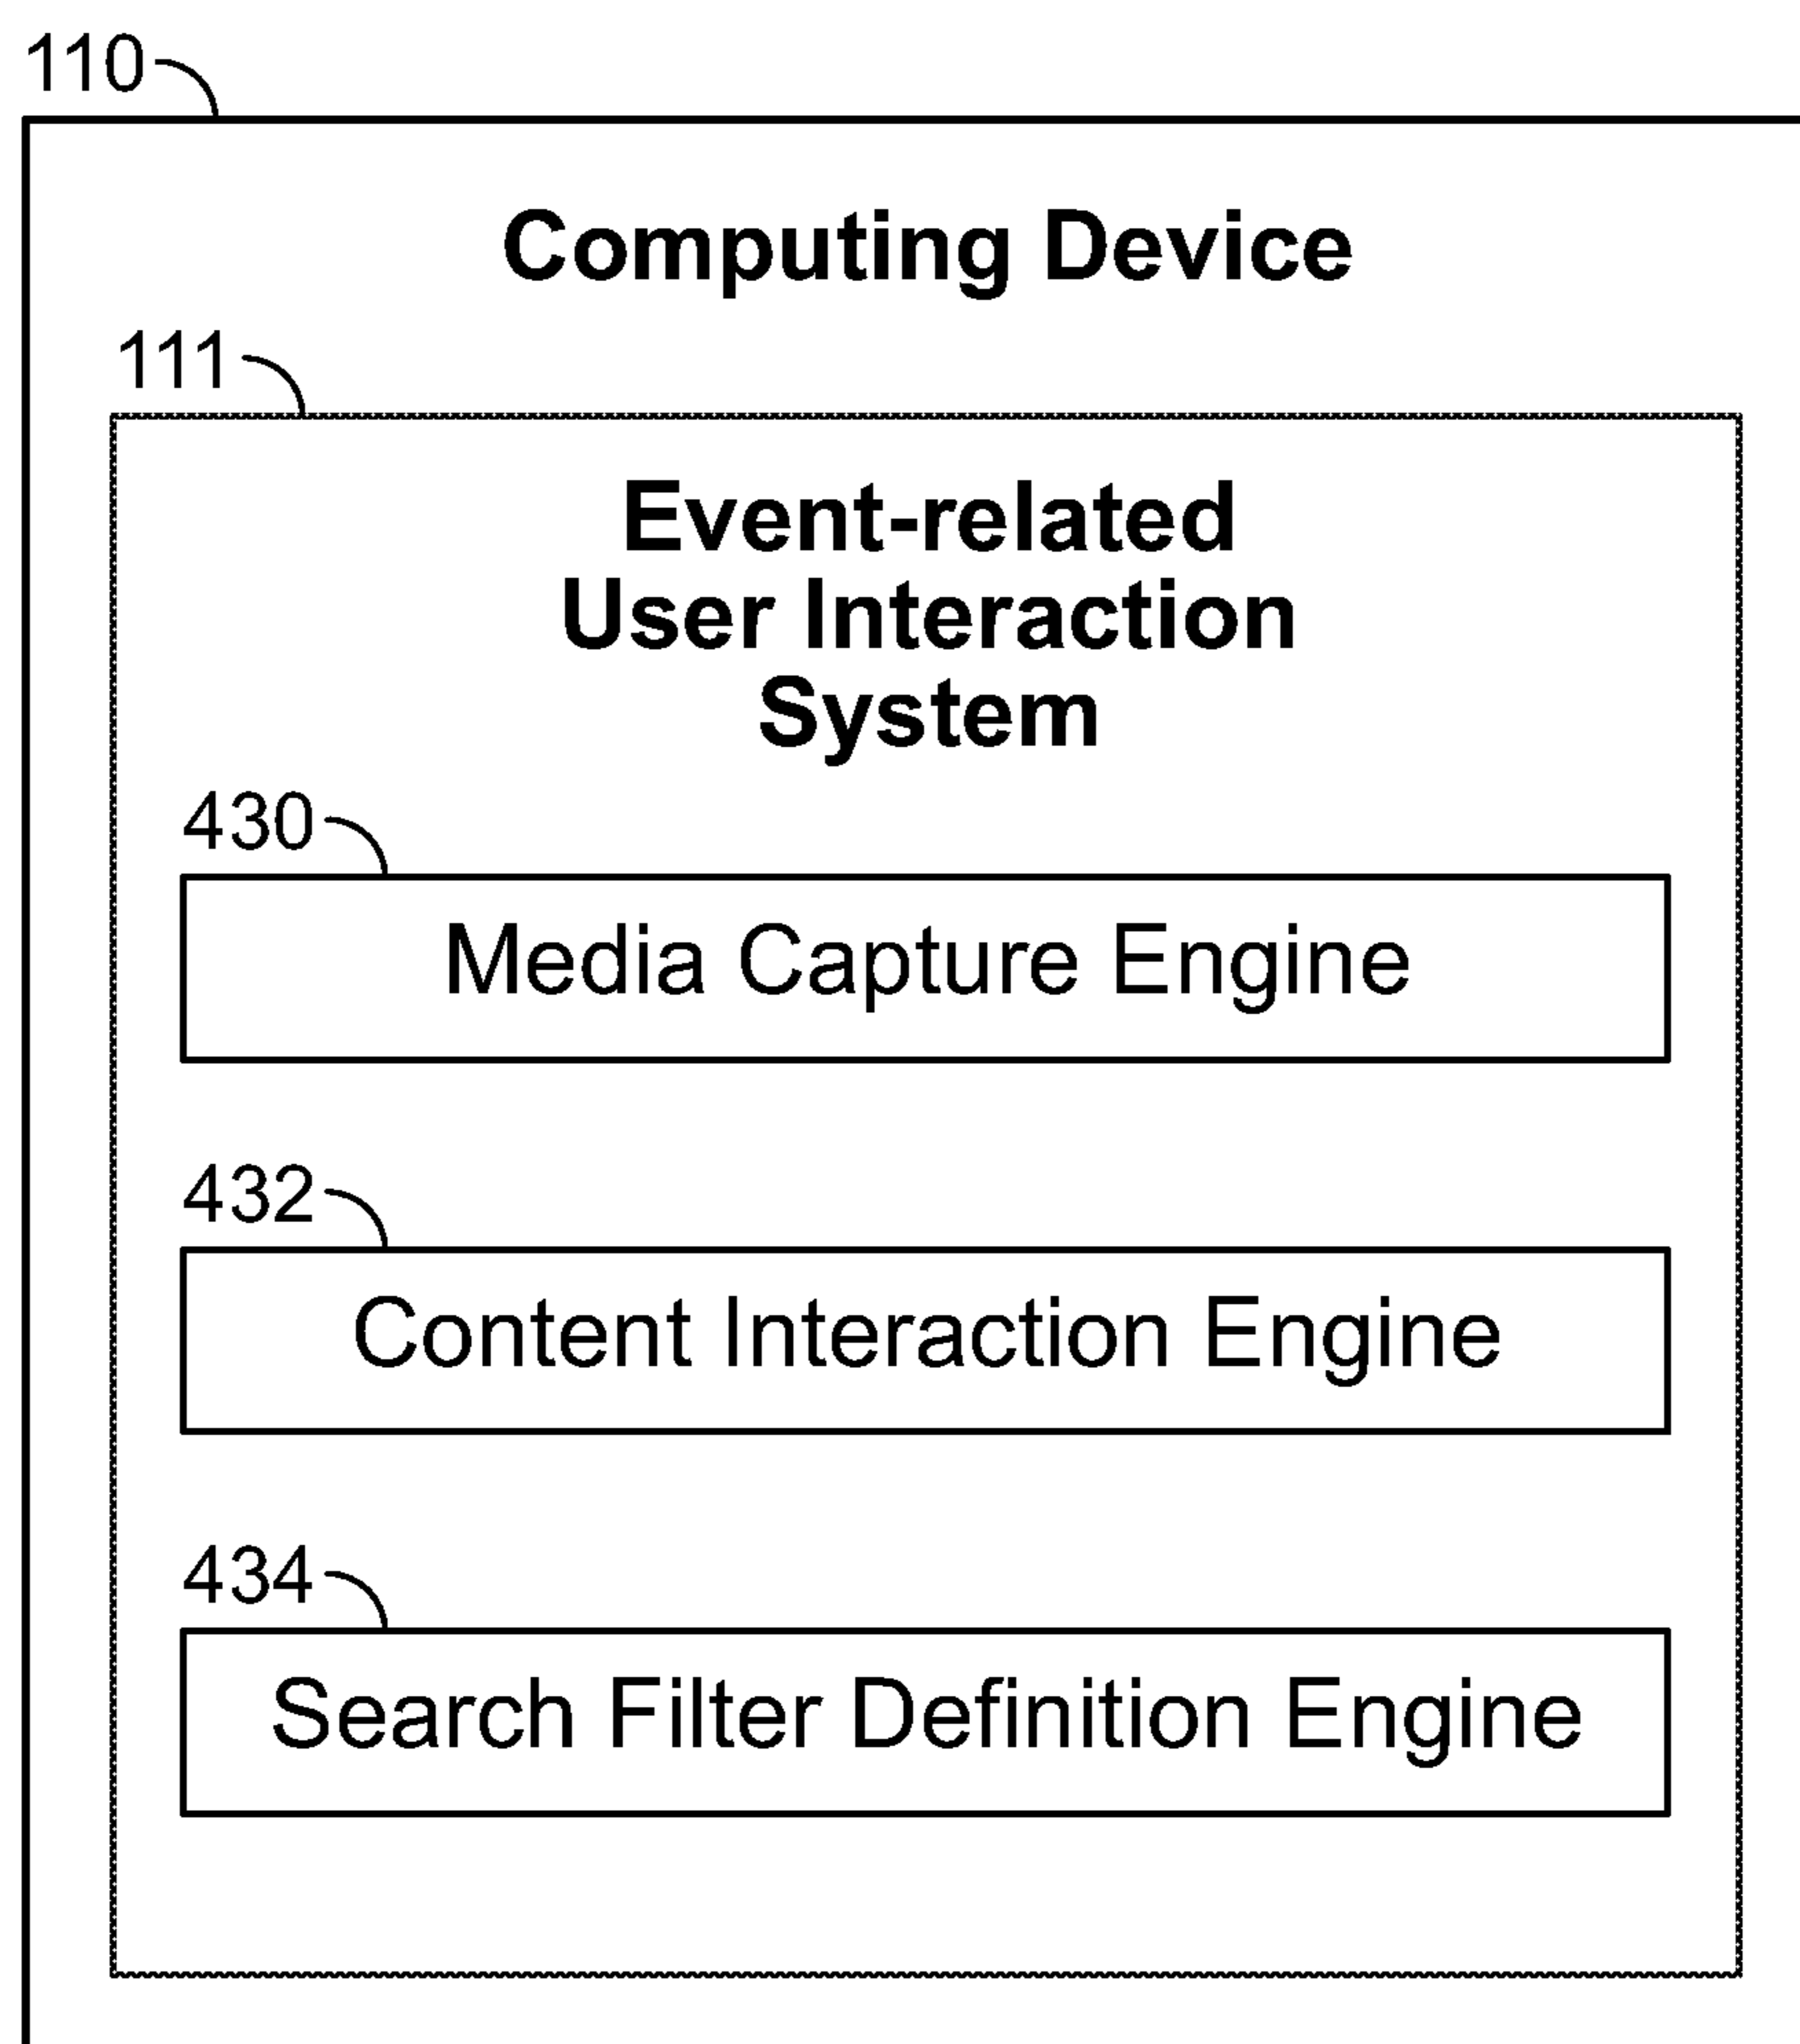 110
Computing Device
111
Event-related
User Interaction
System
430
Media Capture Engine
432
Content Interaction Engine
434
Search Filter Definition Engine